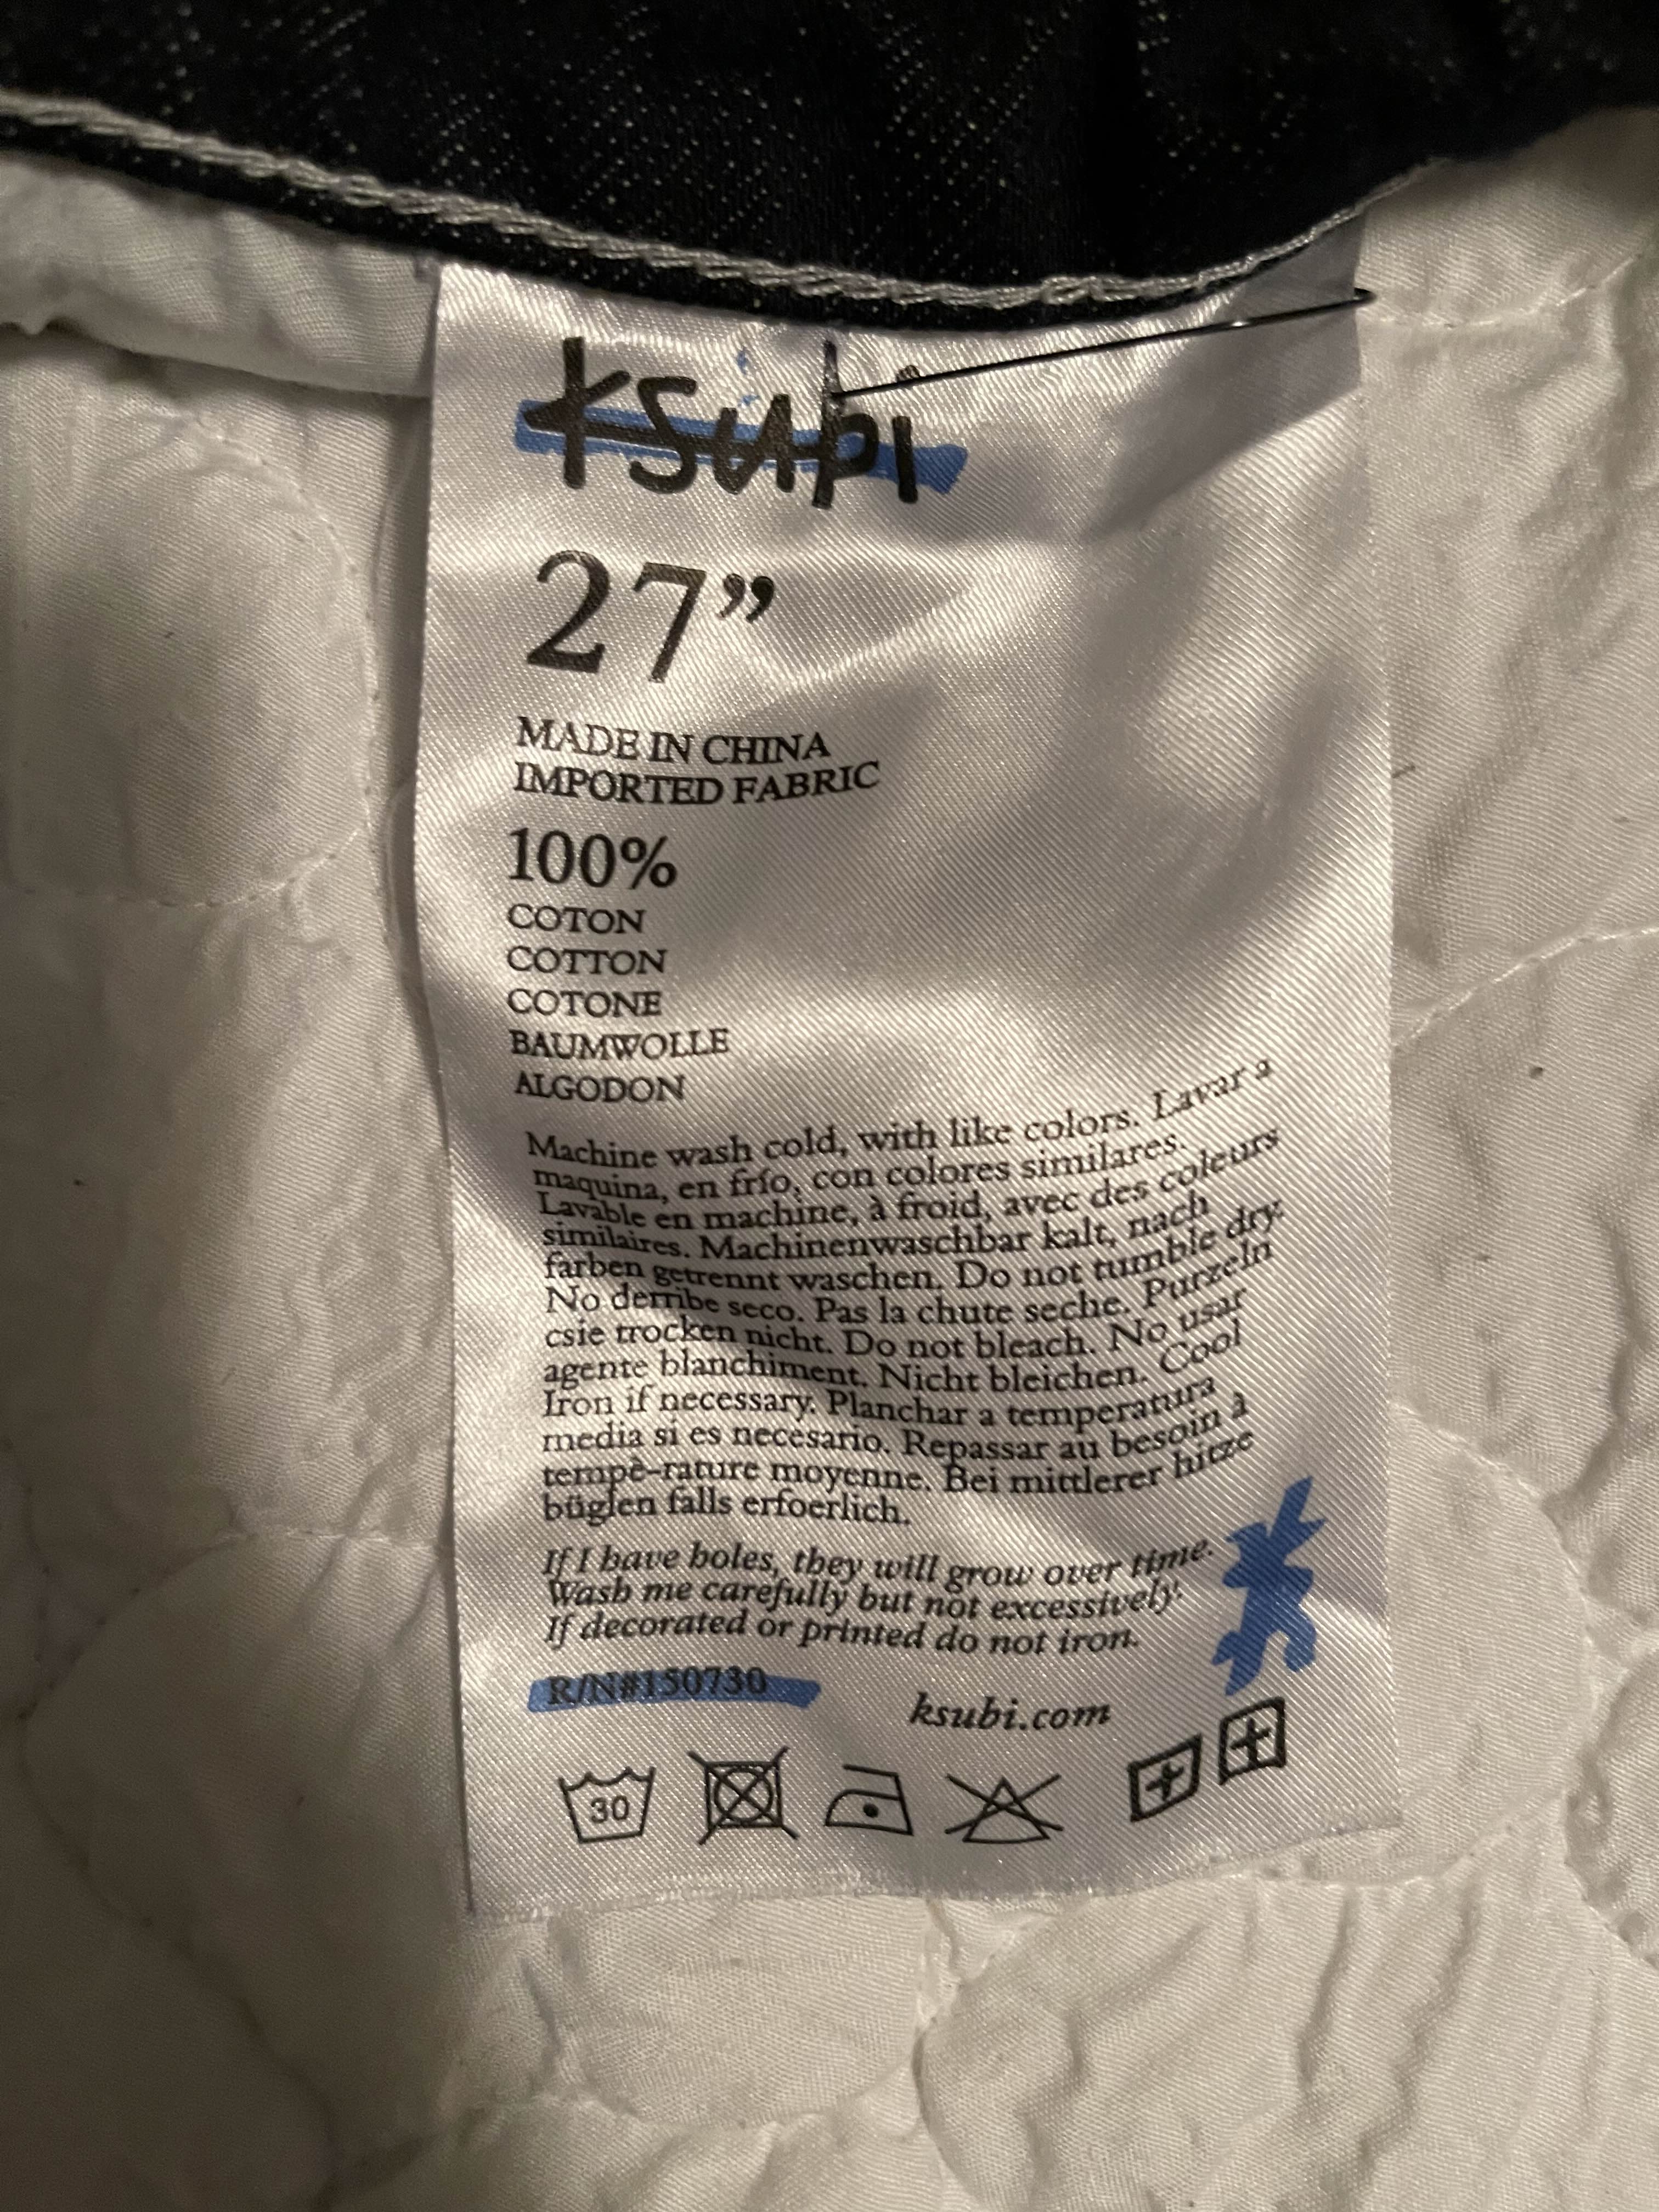 ksubi
27”
MADE IN CHINA
IMPORTED FABRIC
100%
COTON
COTTON
COTONE
BAUMWOLLE
ALGODON
Machine wash cold, with like colors. Lavar a
maquina, en frío, con colores similares.
Lavable en machine, à froid, avec des couleurs
similaires. Machinenwaschbar kalt, nach
farben getrennt waschen. Do not tumble dry.
No derribe seco. Pas la chute seche. Purzeln
csie trocken nicht. Do not bleach. No usar
agente blanchiment. Nicht bleichen. Cool
Iron if necessary. Planchar a temperatura
media si es necesario. Repassar au besoin à
tempè-rature moyenne. Bei mittlerer hitze
büglen falls erfoerlich.
If I have holes, they will grow over time.
Wash me carefully but not excessively.
If decorated or printed do not iron.
R/N#150730
ksubi.com
30